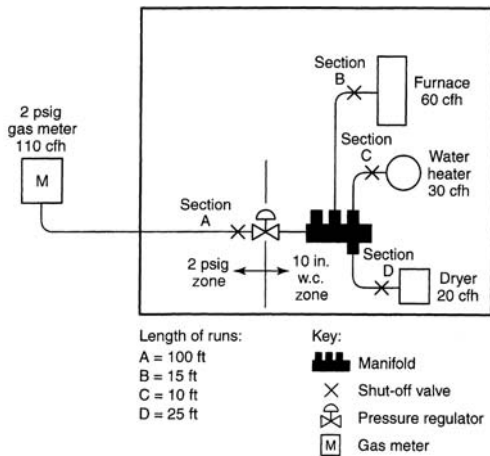 Section
B
Furnace
60 cfh
2 psig
gas meter
110 cfh
Section
C
Water
heater
30 cfh
M
Section
A
Section
D
2 psig
zone
10 in.
w.c.
zone
Dryer
20 cfh
Length of runs:
A = 100 ft
B = 15 ft
C = 10 ft
D = 25 ft
Key:
Manifold
Shut-off valve
Pressure regulator
M
Gas meter